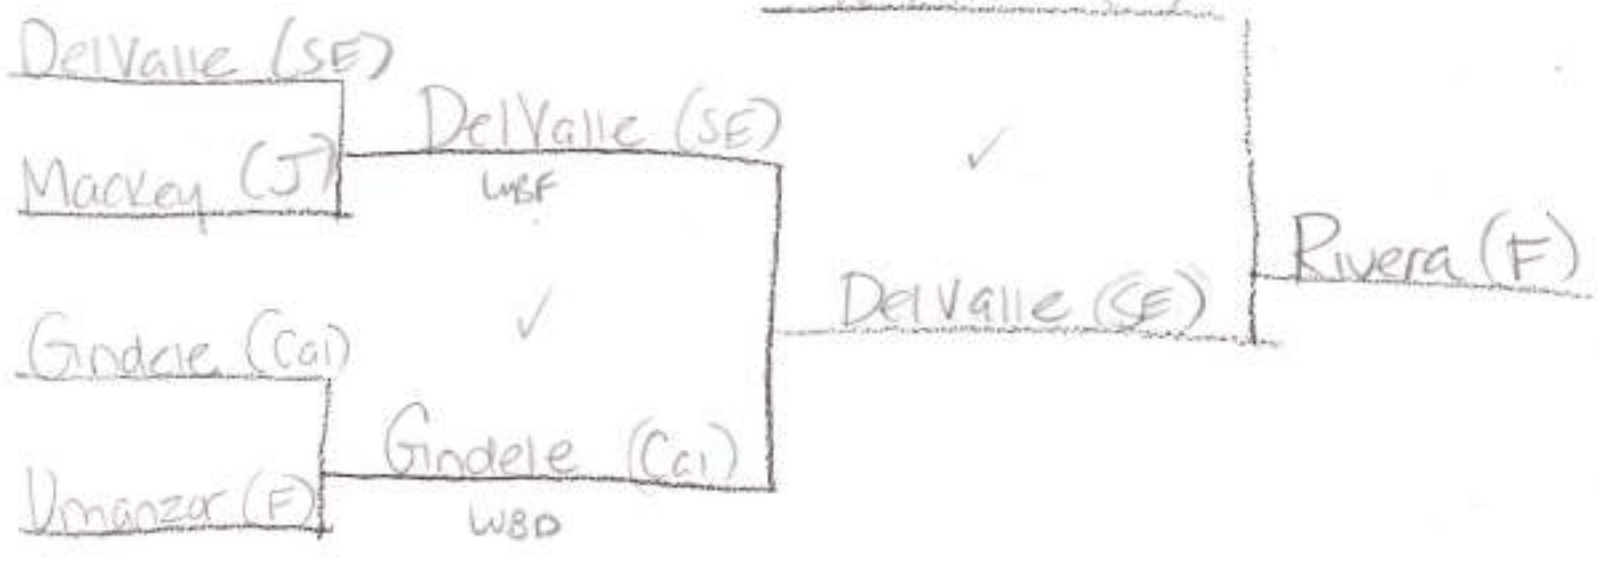 DelValle (SE)
Mackey (J)
DelValle (SE)
WBF
Gindele (Cal)
Umanzor (F)
Gindele (Cal)
WBD
DelValle (SE)
Rivera (F)